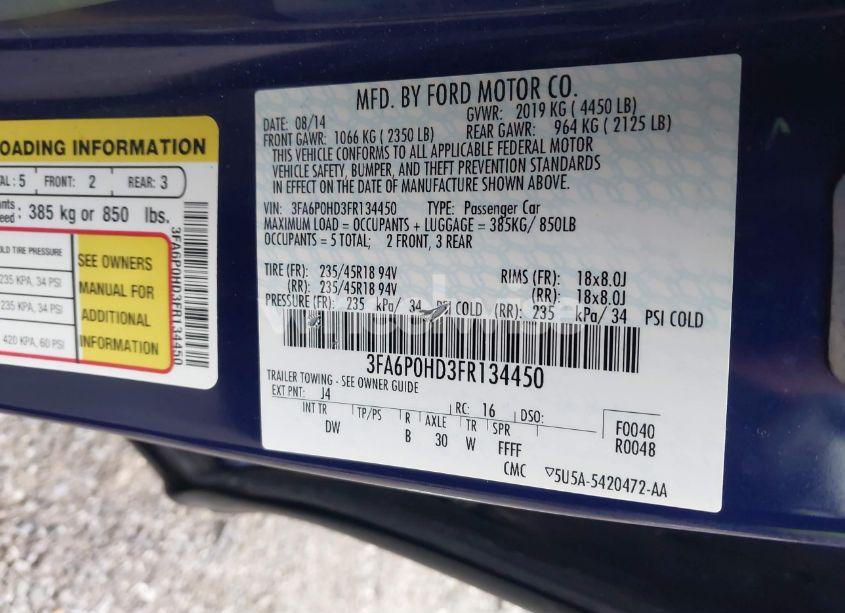 OADING INFORMATION
AL: 5 FRONT: 2 REAR: 3
385 kg or 850 lbs.
OLD TIRE PRESSURE
235 KPA, 34 PSI
235 KPA, 34 PSI
420 KPA, 60 PSI
SEE OWNERS
MANUAL FOR
ADDITIONAL
INFORMATION
3FA6P0HD3FR134450
MFD. BY FORD MOTOR CO.
DATE: 08/14 GVWR: 2019 KG ( 4450 LB)
FRONT GAWR: 1066 KG ( 2350 LB) REAR GAWR: 964 KG ( 2125 LB)
THIS VEHICLE CONFORMS TO ALL APPLICABLE FEDERAL MOTOR
VEHICLE SAFETY, BUMPER, AND THEFT PREVENTION STANDARDS
IN EFFECT ON THE DATE OF MANUFACTURE SHOWN ABOVE.
VIN: 3FA6P0HD3FR134450 TYPE: Passenger Car
MAXIMUM LOAD = OCCUPANTS + LUGGAGE = 385KG/ 850LB
OCCUPANTS = 5 TOTAL; 2 FRONT, 3 REAR
TIRE (FR): 235/45R18 94V RIMS (FR): 18x8.0J
(RR): 235/45R18 94V (RR): 18x8.0J
PRESSURE (FR): 235 kPa/ 34 PSI COLD (RR): 235 kPa/ 34 PSI COLD
3FA6P0HD3FR134450
TRAILER TOWING - SEE OWNER GUIDE
EXT PNT: J4 RC: 16 DSO:
INT TR TP/PS R AXLE TR SPR F0040
DW B 30 W FFFF R0048
CMC ▽5U5A-5420472-AA